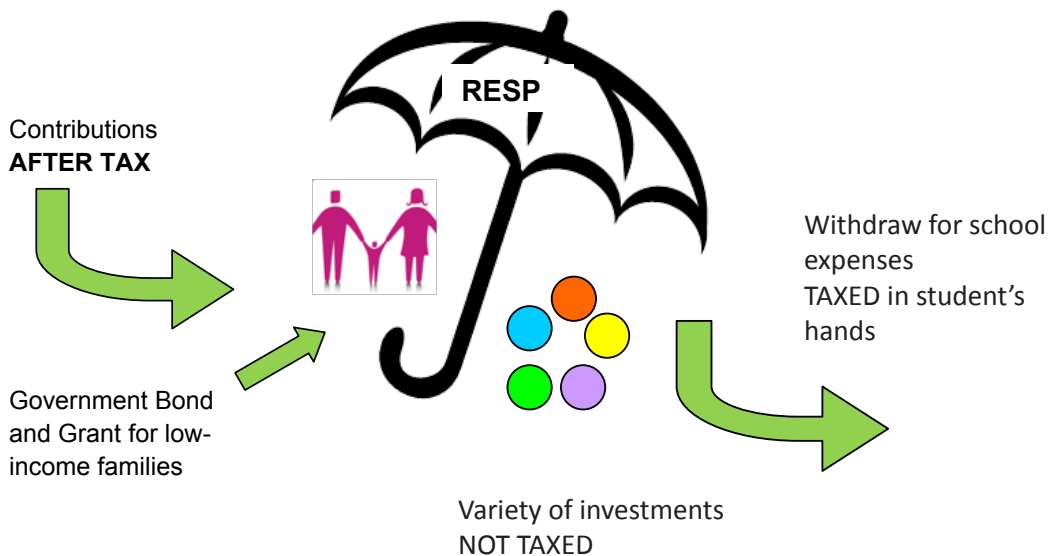 RESP
Contributions
AFTER TAX
Government Bond
and Grant for low-
income families
Variety of investments
NOT TAXED
Withdraw for school
expenses
TAXED in student’s
hands